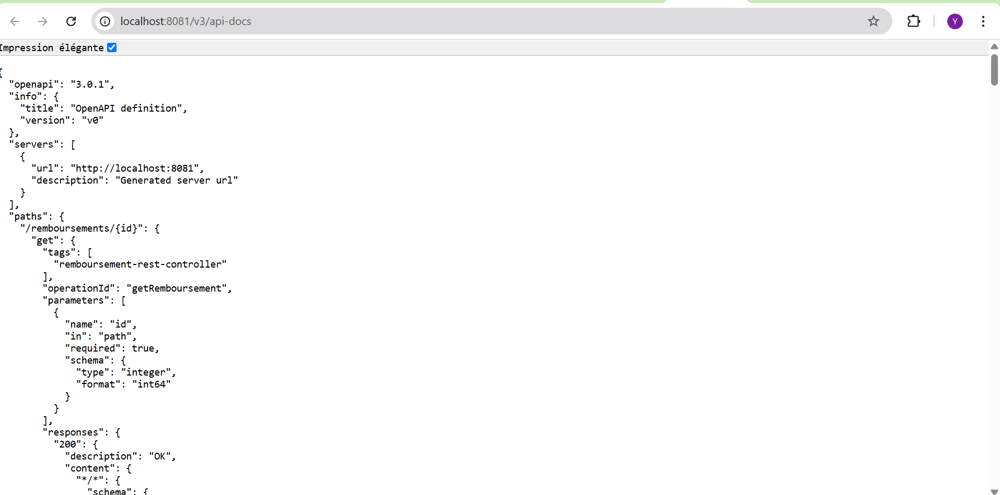 localhost:8081/v3/api-docs
Y
Impression élégante
{
  "openapi": "3.0.1",
  "info": {
    "title": "OpenAPI definition",
    "version": "v0"
  },
  "servers": [
    {
      "url": "http://localhost:8081",
      "description": "Generated server url"
    }
  ],
  "paths": {
    "/remboursements/{id}": {
      "get": {
        "tags": [
          "remboursement-rest-controller"
        ],
        "operationId": "getRemboursement",
        "parameters": [
          {
            "name": "id",
            "in": "path",
            "required": true,
            "schema": {
              "type": "integer",
              "format": "int64"
            }
          }
        ],
        "responses": {
          "200": {
            "description": "OK",
            "content": {
              "*/*": {
                "schema": {